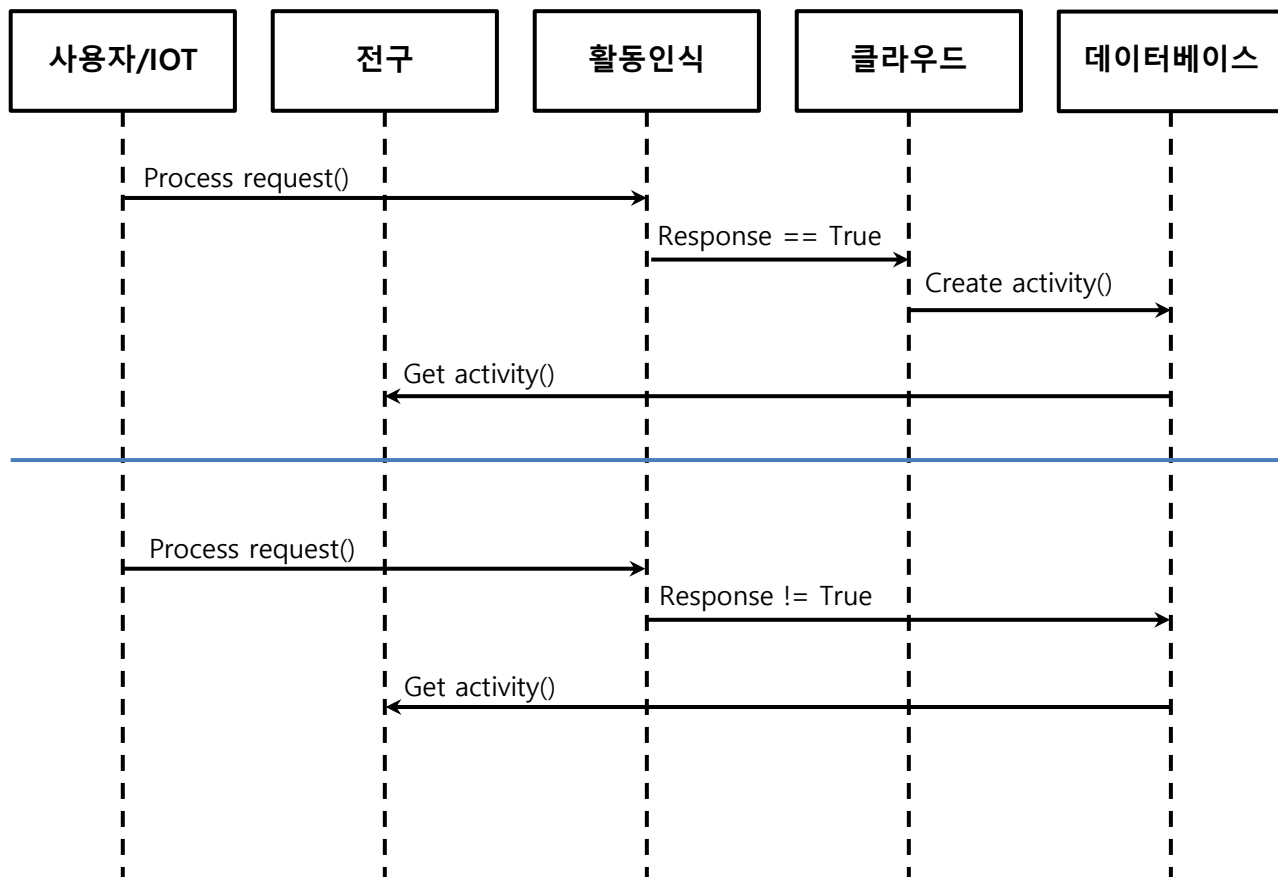 사용자/IOT
전구
활동인식
클라우드
데이터베이스
Process request()
Response == True
Create activity()
Get activity()
Process request()
Response != True
Get activity()